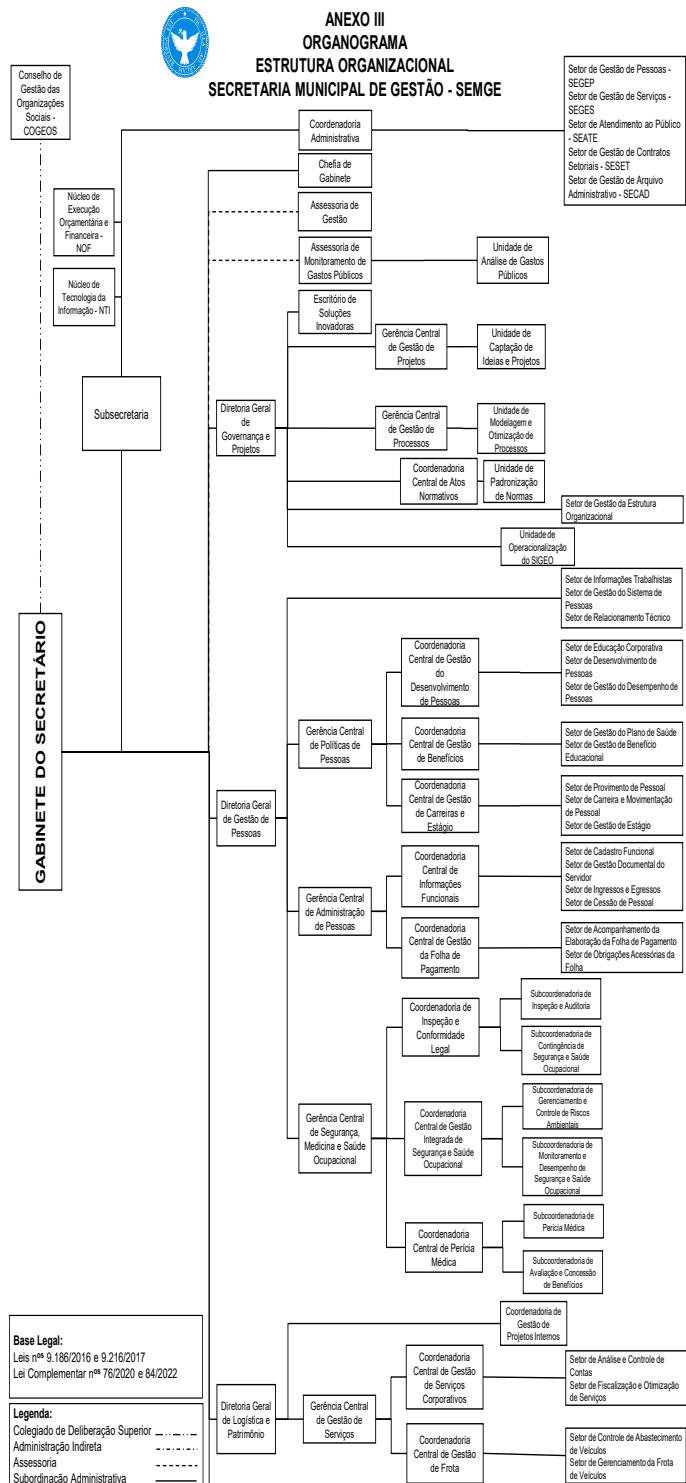 ANEXO III
ORGANOGRAMA
ESTRUTURA ORGANIZACIONAL
SECRETARIA MUNICIPAL DE GESTÃO - SEMGE
Conselho de
Gestão das
Organizações
Sociais -
COGEOS
Coordenadoria
Administrativa
Setor de Gestão de Pessoas -
SEGEP
Setor de Gestão de Serviços -
SEGES
Setor de Atendimento ao Público
- SEATE
Setor de Gestão de Contratos
Setoriais - SESET
Setor de Gestão de Arquivo
Administrativo - SECAD
Chefia de
Gabinete
Núcleo de
Execução
Orçamentária e
Financeira -
NOF
Assessoria de
Gestão
Assessoria de
Monitoramento de
Gastos Públicos
Unidade de
Análise de Gastos
Públicos
Núcleo de
Tecnologia da
Informação - NTI
Escritório de
Soluções
Inovadoras
Gerência Central
de Gestão de
Projetos
Unidade de
Captação de
Ideias e Projetos
Subsecretaria
Diretoria Geral
de
Governança e
Projetos
Gerência Central
de Gestão de
Processos
Unidade de
Modelagem e
Otimização de
Processos
Coordenadoria
Central de Atos
Normativos
Unidade de
Padronização
de Normas
Setor de Gestão da Estrutura
Organizacional
Unidade de
Operacionalização
do SIGEO
GABINETE DO SECRETÁRIO
Setor de Informações Trabalhistas
Setor de Gestão do Sistema de
Pessoas
Setor de Relacionamento Técnico
Coordenadoria
Central de Gestão
do
Desenvolvimento
de Pessoas
Setor de Educação Corporativa
Setor de Desenvolvimento de
Pessoas
Setor de Gestão do Desempenho de
Pessoas
Gerência Central
de Políticas de
Pessoas
Coordenadoria
Central de Gestão
de Benefícios
Setor de Gestão do Plano de Saúde
Setor de Gestão de Benefício
Educacional
Diretoria Geral
de Gestão de
Pessoas
Coordenadoria
Central de Gestão
de Carreiras e
Estágio
Setor de Provimento de Pessoal
Setor de Carreira e Movimentação
de Pessoal
Setor de Gestão de Estágio
Gerência Central
de Administração
de Pessoas
Coordenadoria
Central de
Informações
Funcionais
Setor de Cadastro Funcional
Setor de Gestão Documental do
Servidor
Setor de Ingressos e Egressos
Setor de Cessão de Pessoal
Coordenadoria
Central de Gestão
da Folha de
Pagamento
Setor de Acompanhamento da
Elaboração da Folha de Pagamento
Setor de Obrigações Acessórias da
Folha
Coordenadoria de
Inspeção e
Conformidade
Legal
Subcoordenadoria de
Inspeção e Auditoria
Subcoordenadoria de
Contingência de
Segurança e Saúde
Ocupacional
Gerência Central
de Segurança,
Medicina e Saúde
Ocupacional
Coordenadoria
Central de Gestão
Integrada de
Segurança e Saúde
Ocupacional
Subcoordenadoria de
Gerenciamento e
Controle de Riscos
Ambientais
Subcoordenadoria de
Monitoramento e
Desempenho de
Segurança e Saúde
Ocupacional
Coordenadoria
Central de Perícia
Médica
Subcoordenadoria de
Perícia Médica
Subcoordenadoria de
Avaliação e Concessão
de Benefícios
Coordenadoria de
Gestão de
Projetos Internos
Diretoria Geral
de Logística e
Patrimônio
Gerência Central
de Gestão de
Serviços
Coordenadoria
Central de Gestão
de Serviços
Corporativos
Setor de Análise e Controle de
Contas
Setor de Fiscalização e Otimização
de Serviços
Coordenadoria
Central de Gestão
de Frota
Setor de Controle de Abastecimento
de Veículos
Setor de Gerenciamento da Frota
de Veículos
Base Legal:
Leis nºs 9.186/2016 e 9.216/2017
Lei Complementar nºs 76/2020 e 84/2022
Legenda:
Colegiado de Deliberação Superior
Administração Indireta
Assessoria
Subordinação Administrativa